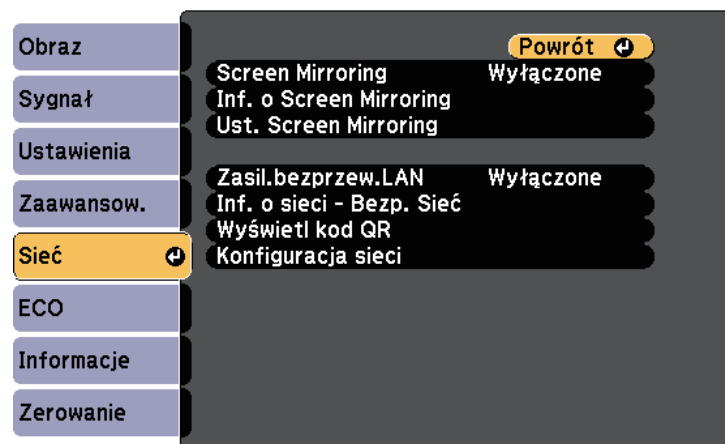 Obraz
Sygnał
Ustawienia
Zaawansow.
Sieć
ECO
Informacje
Zerowanie
Powrót
Screen Mirroring Wyłączone
Inf. o Screen Mirroring
Ust. Screen Mirroring
Zasil.bezprzew.LAN Wyłączone
Inf. o sieci - Bezp. Sieć
Wyświetl kod QR
Konfiguracja sieci